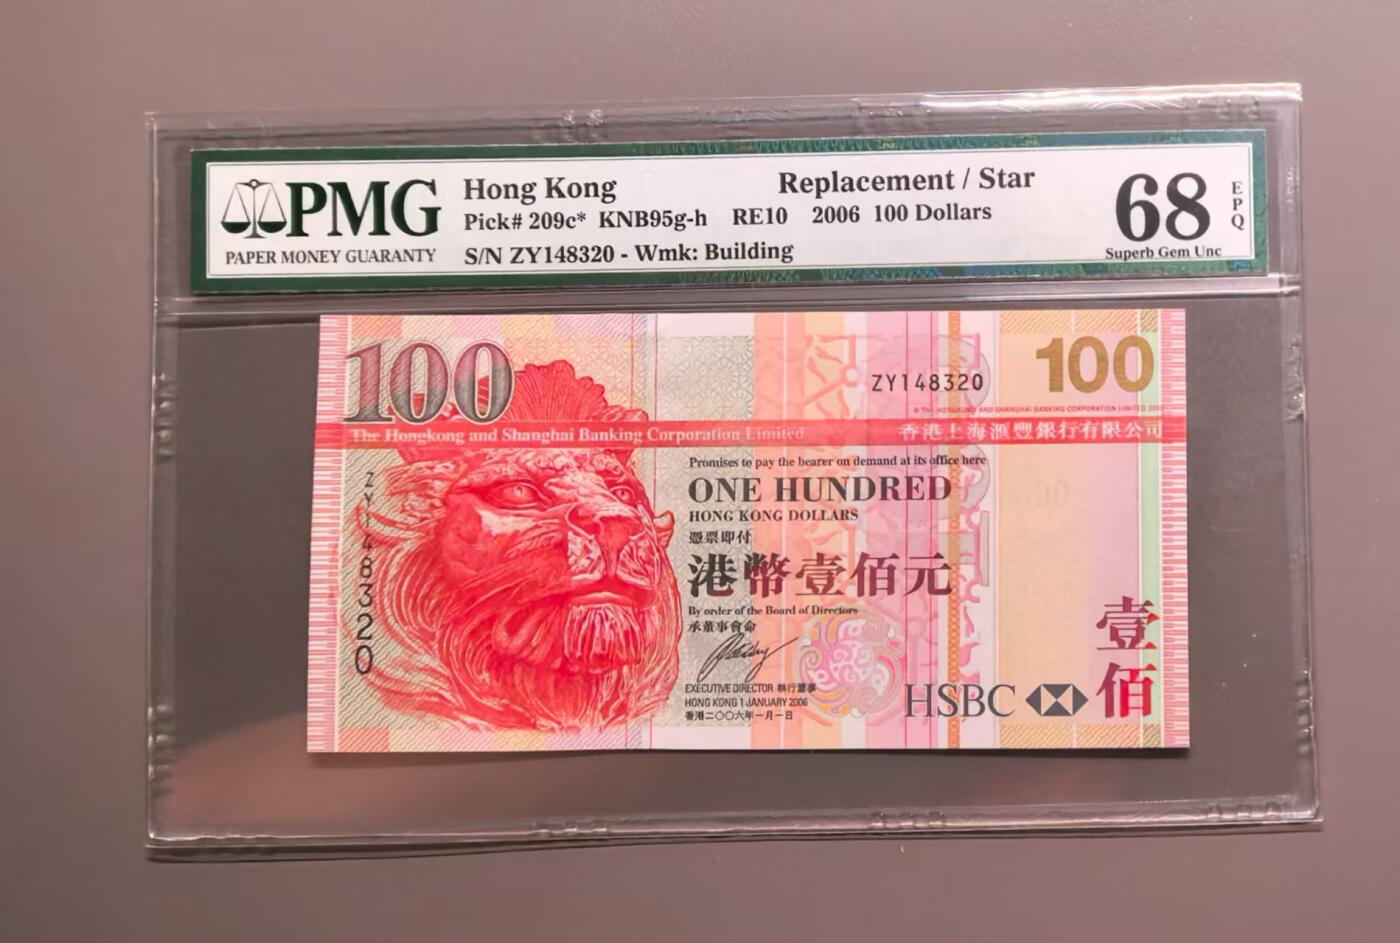 PMG
PAPER MONEY GUARANTY
Hong Kong
Replacement / Star
Pick# 209c* KNB95g-h RE10 2006 100 Dollars
S/N ZY148320 - Wmk: Building
68
EPQ
Superb Gem Unc
100
ZY148320
100
The Hongkong and Shanghai Banking Corporation Limited
香港上海滙豐銀行有限公司
ZY148320
Promises to pay the bearer on demand at its office here
ONE HUNDRED
HONG KONG DOLLARS
憑票即付
港幣壹佰元
By order of the Board of Directors
承董事會命
EXECUTIVE DIRECTOR 執行董事
HONG KONG 1 JANUARY 2006
香港二〇〇六年一月一日
HSBC
壹佰